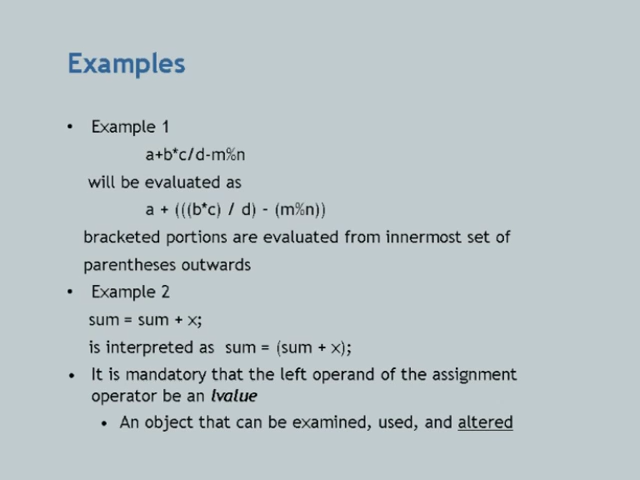 Examples
• Example 1
a+b*c/d-m%n
will be evaluated as
a + (((b*c) / d) - (m%n))
bracketed portions are evaluated from innermost set of
parentheses outwards
• Example 2
sum = sum + x;
is interpreted as sum = (sum + x);
• It is mandatory that the left operand of the assignment
operator be an lvalue
• An object that can be examined, used, and altered